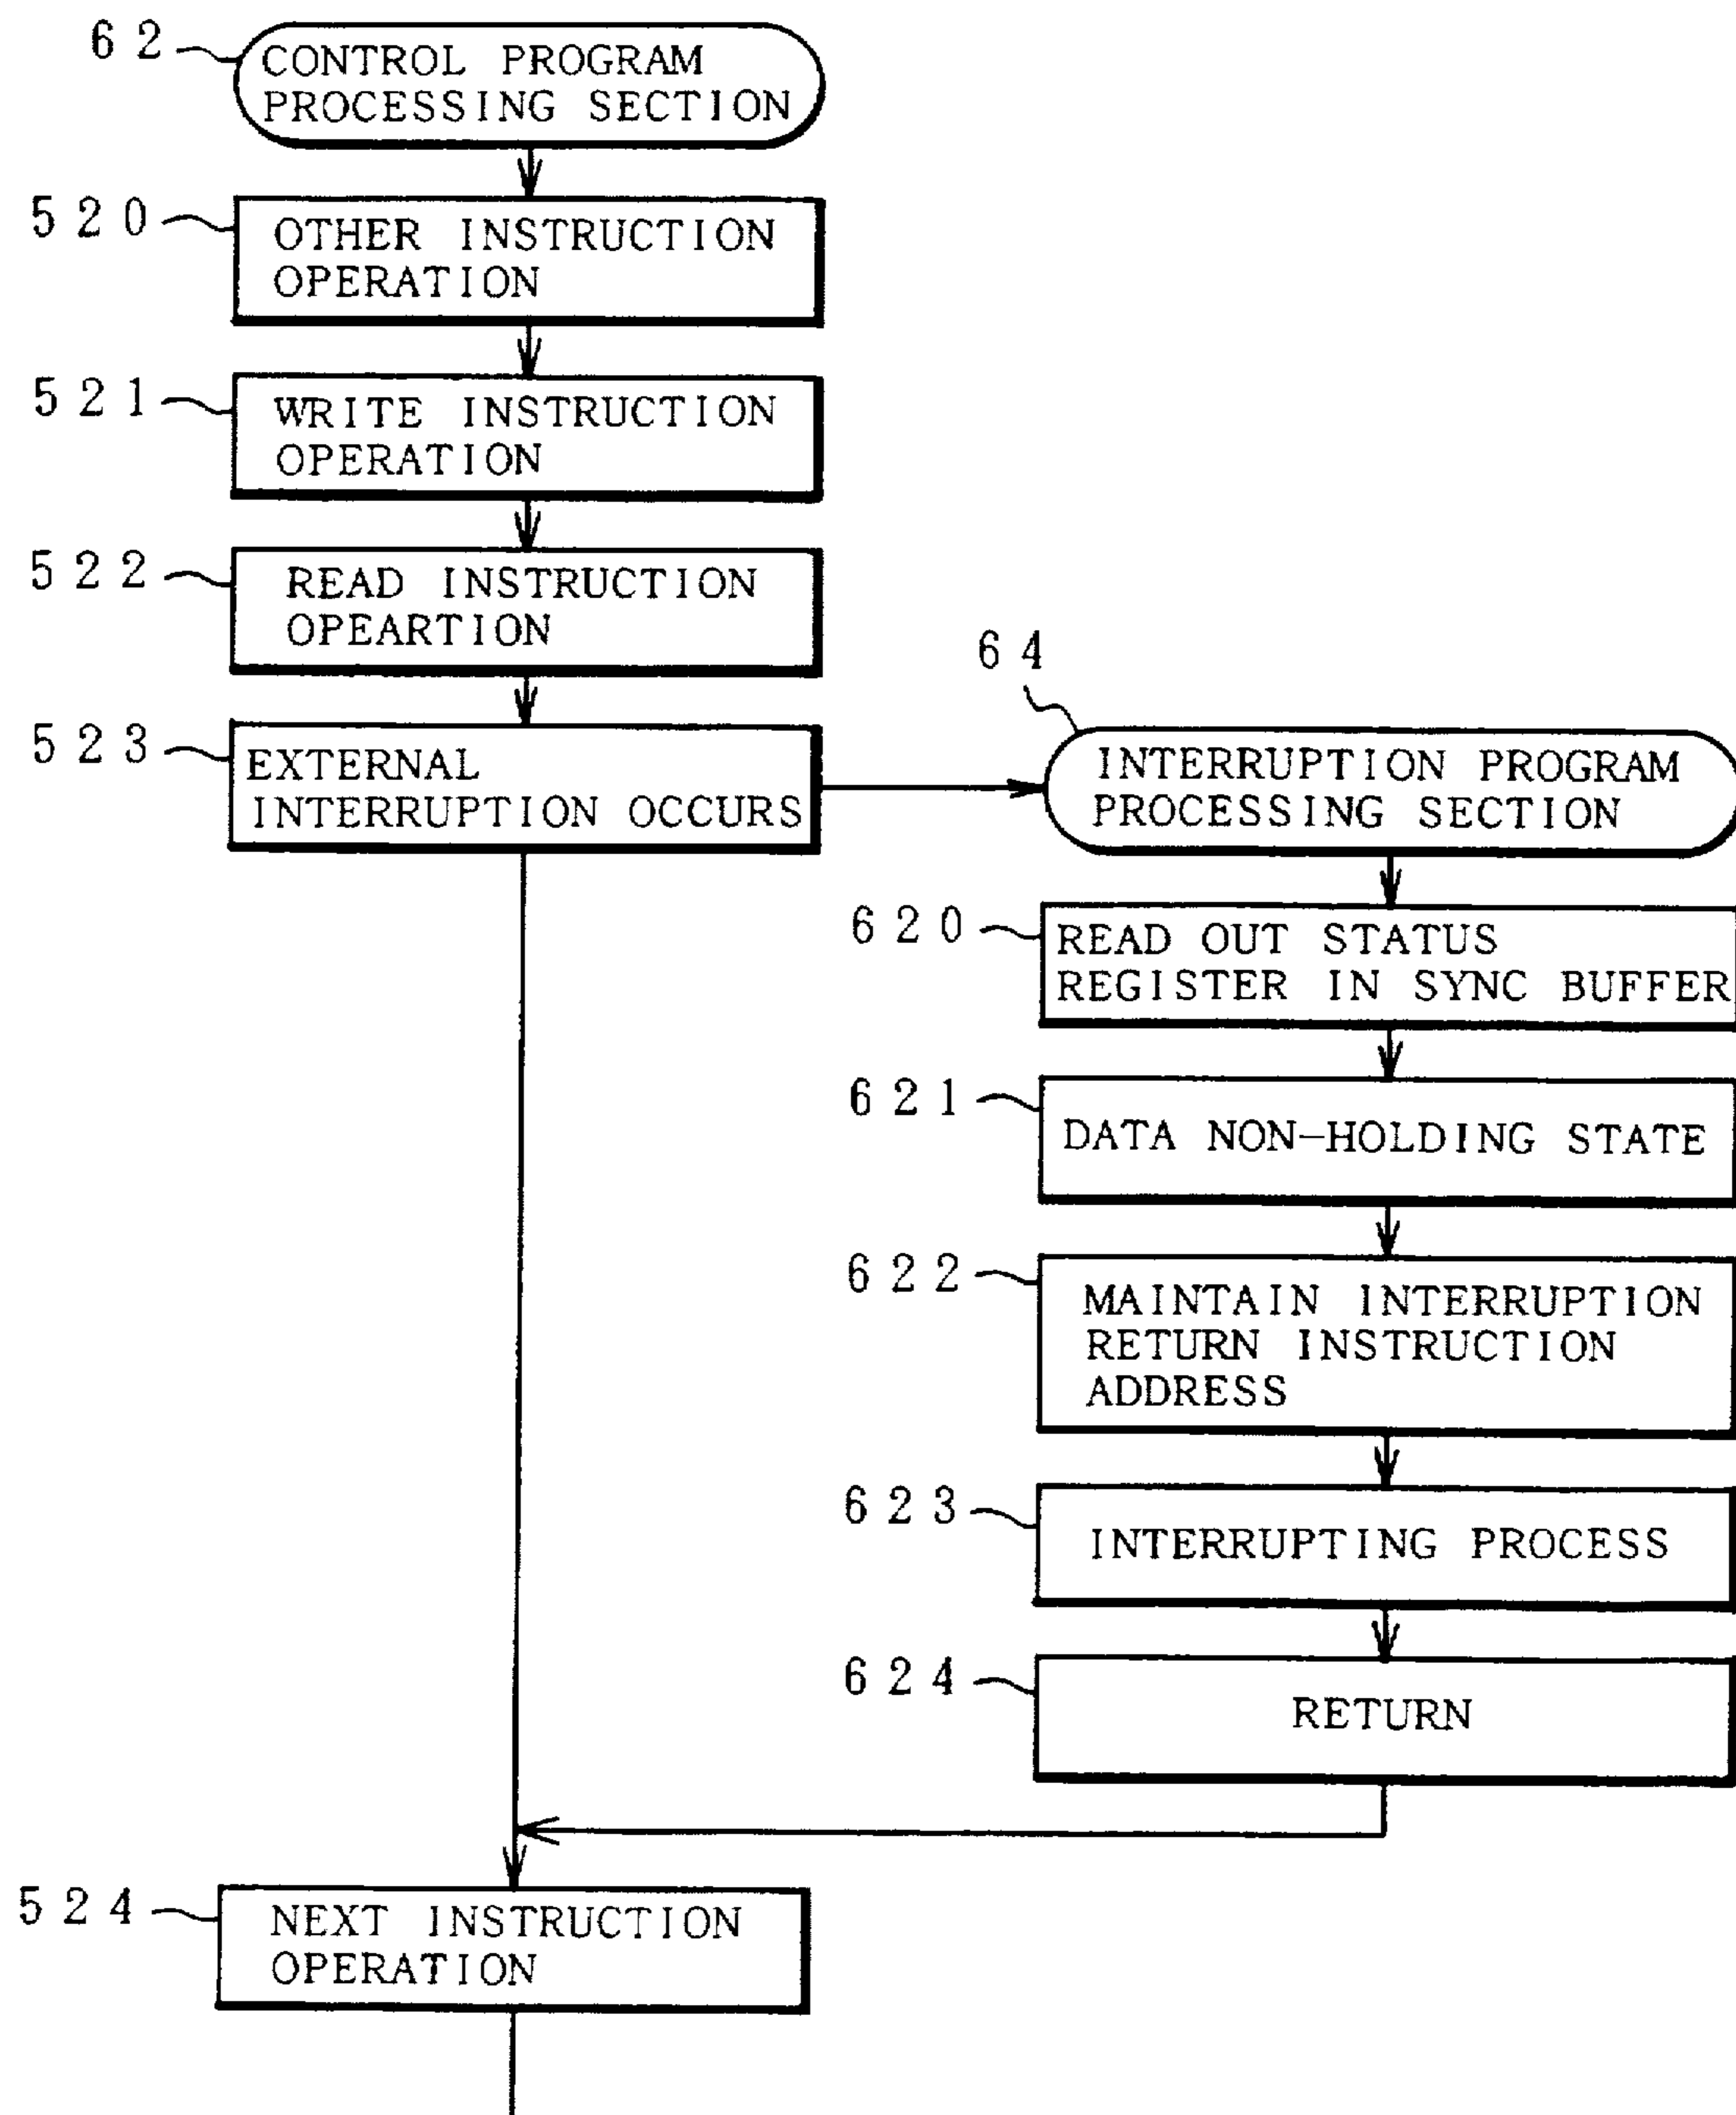 62
CONTROL PROGRAM
PROCESSING SECTION
520
OTHER INSTRUCTION
OPERATION
521
WRITE INSTRUCTION
OPERATION
522
READ INSTRUCTION
OPEARTION
523
EXTERNAL
INTERRUPTION OCCURS
64
INTERRUPTION PROGRAM
PROCESSING SECTION
620
READ OUT STATUS
REGISTER IN SYNC BUFFER
621
DATA NON-HOLDING STATE
622
MAINTAIN INTERRUPTION
RETURN INSTRUCTION
ADDRESS
623
INTERRUPTING PROCESS
624
RETURN
524
NEXT INSTRUCTION
OPERATION